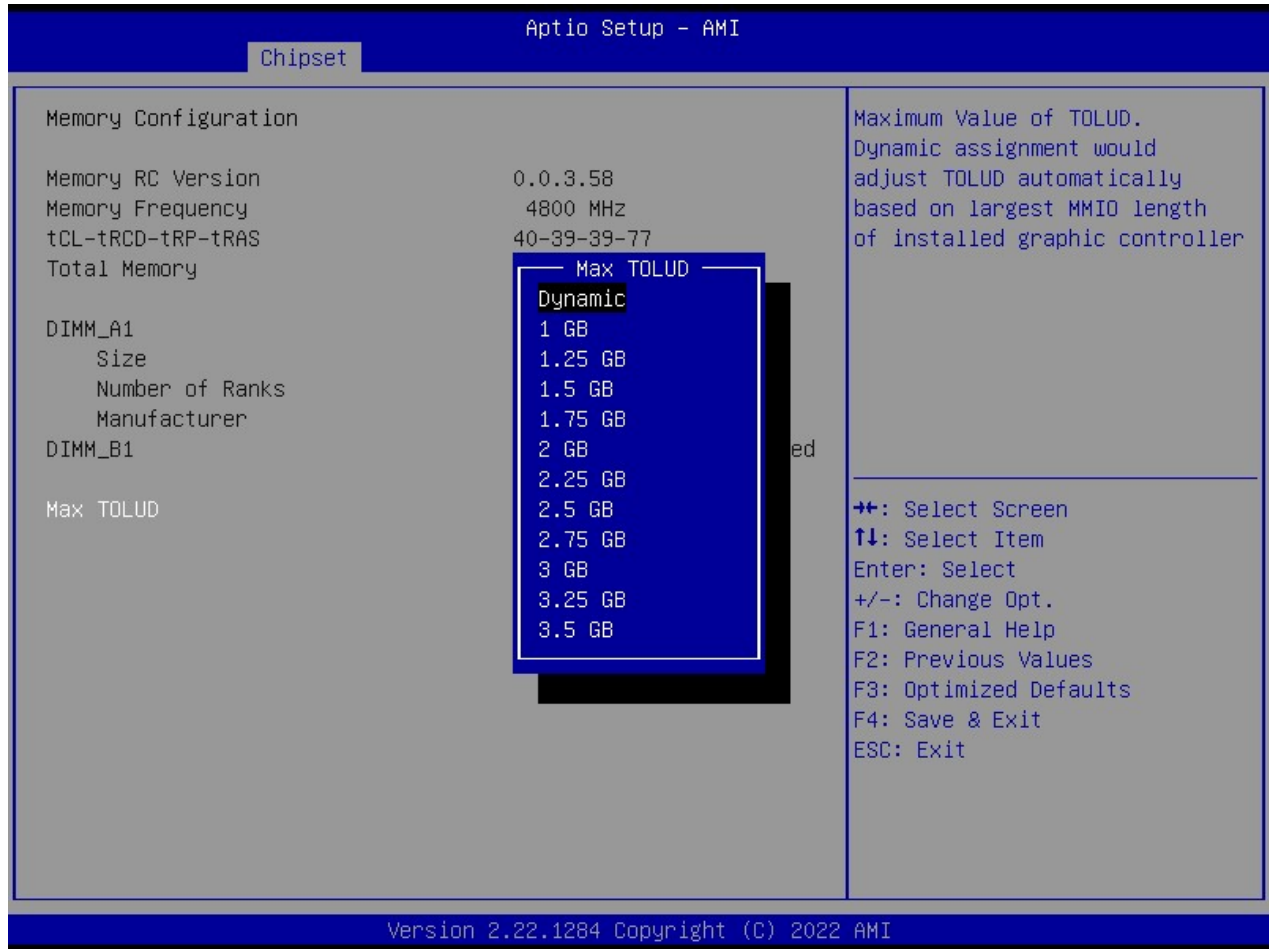 Aptio Setup – AMI
Chipset
Memory Configuration
Memory RC Version 0.0.3.58
Memory Frequency 4800 MHz
tCL-tRCD-tRP-tRAS 40-39-39-77
Total Memory
DIMM_A1
Size
Number of Ranks
Manufacturer
DIMM_B1 ed
Max TOLUD
Max TOLUD
Dynamic
1 GB
1.25 GB
1.5 GB
1.75 GB
2 GB
2.25 GB
2.5 GB
2.75 GB
3 GB
3.25 GB
3.5 GB
Maximum Value of TOLUD.
Dynamic assignment would
adjust TOLUD automatically
based on largest MMIO length
of installed graphic controller
→←: Select Screen
↑↓: Select Item
Enter: Select
+/-: Change Opt.
F1: General Help
F2: Previous Values
F3: Optimized Defaults
F4: Save & Exit
ESC: Exit
Version 2.22.1284 Copyright (C) 2022 AMI